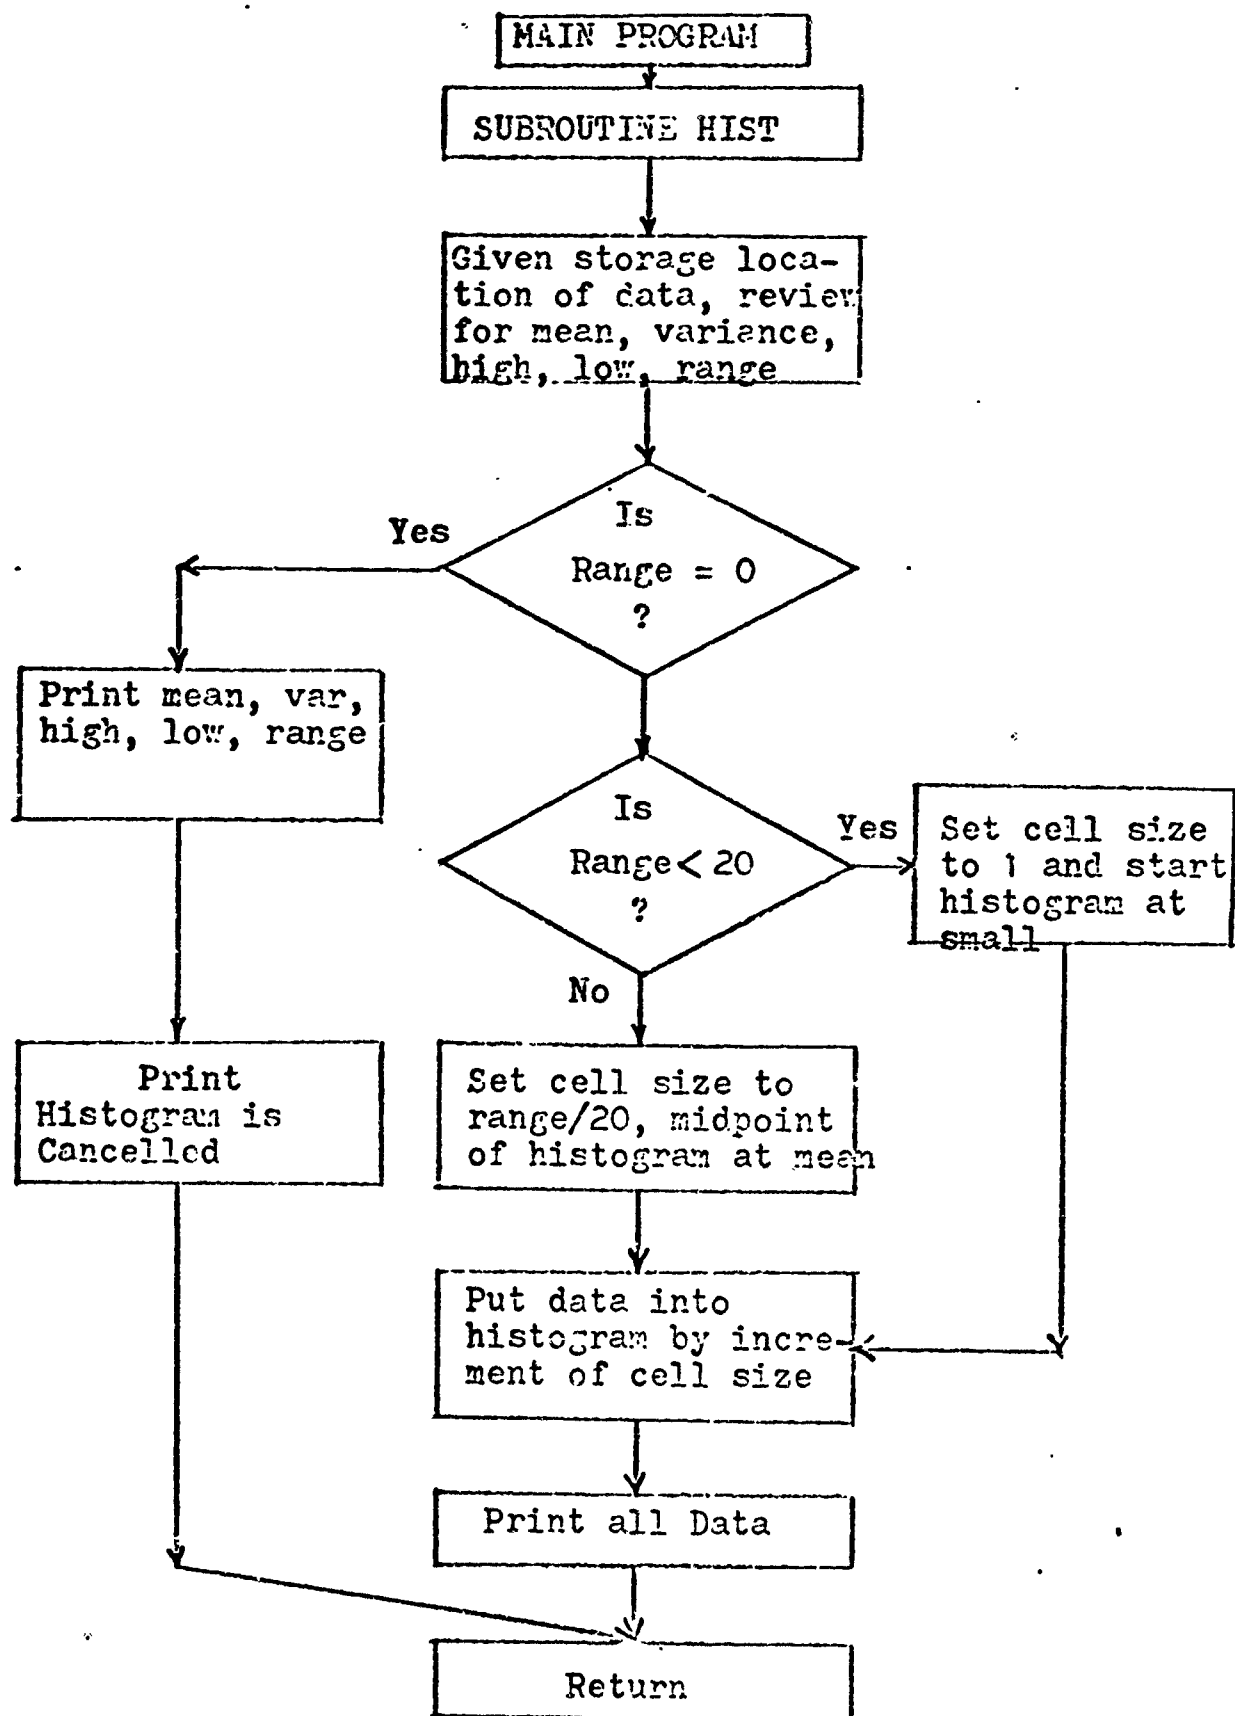 MAIN PROGRAM
SUBROUTINE HIST
Given storage loca-
tion of data, review
for mean, variance,
high, low, range
Is
Range = 0
?
Yes
Print mean, var,
high, low, range
Print
Histogram is
Cancelled
Is
Range < 20
?
Yes
Set cell size
to 1 and start
histogram at
small
No
Set cell size to
range/20, midpoint
of histogram at mean
Put data into
histogram by incre-
ment of cell size
Print all Data
Return